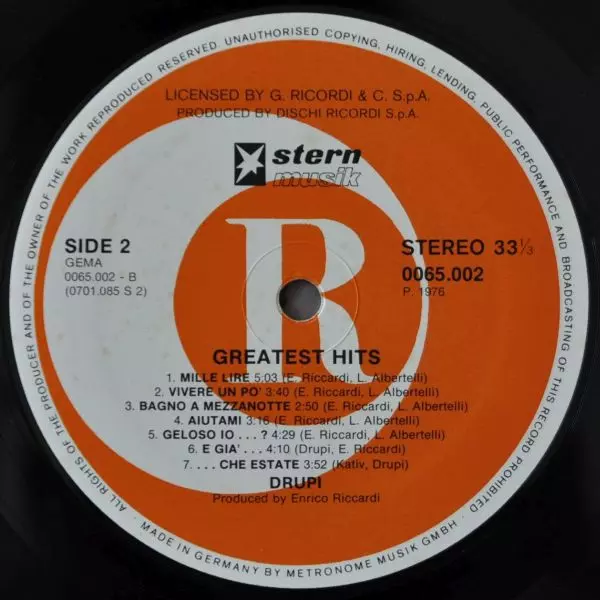 ALL RIGHTS OF THE PRODUCER AND OF THE OWNER OF THE WORK REPRODUCED RESERVED UNAUTHORISED COPYING, HIRING, LENDING, PUBLIC PERFORMANCE AND BROADCASTING OF THIS RECORD PROHIBITED
LICENSED BY G. RICORDI & C. S.p.A.
PRODUCED BY DISCHI RICORDI S.p.A.
stern
musik
SIDE 2
GEMA
0065.002 - B
(0701.085 S 2)
STEREO 33⅓
0065.002
P. 1976
R
GREATEST HITS
1. MILLE LIRE 5:03 (E. Riccardi, L. Albertelli)
2. VIVERE UN PO' 3:40 (E. Riccardi, L. Albertelli)
3. BAGNO A MEZZANOTTE 2:50 (E. Riccardi, L. Albertelli)
4. AIUTAMI 3:16 (E. Riccardi, L. Albertelli)
5. GELOSO IO . . . ? 4:29 (E. Riccardi, L. Albertelli)
6. E GIA' . . . 4:10 (Drupi, E. Riccardi)
7. . . . CHE ESTATE 3:52 (Kativ, Drupi)
DRUPI
Produced by Enrico Riccardi
MADE IN GERMANY BY METRONOME MUSIK GMBH